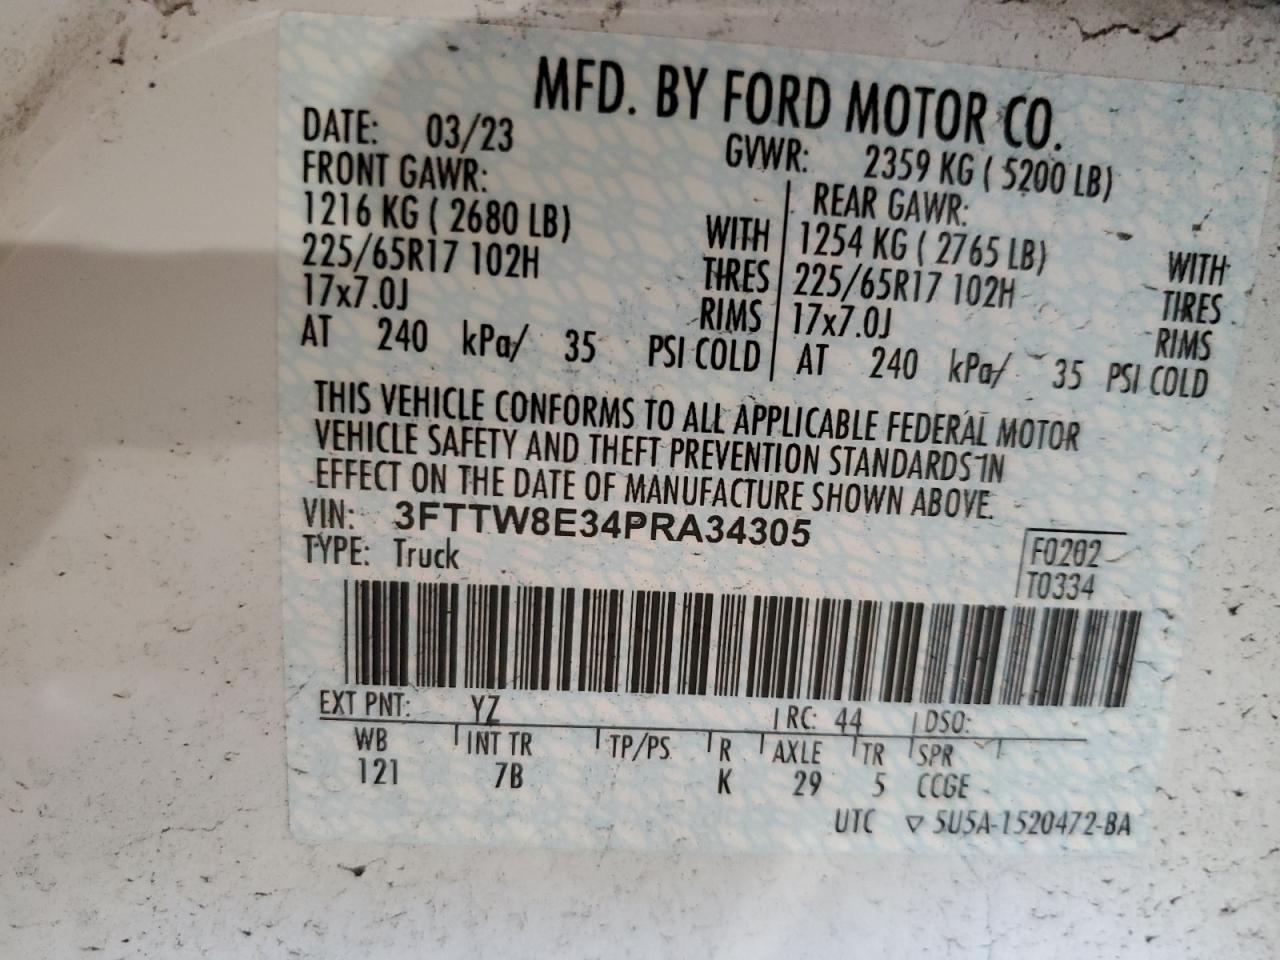 MFD. BY FORD MOTOR CO.
DATE: 03/23 GVWR: 2359 KG ( 5200 LB)
FRONT GAWR: REAR GAWR:
1216 KG ( 2680 LB) WITH 1254 KG ( 2765 LB) WITH
225/65R17 102H TIRES 225/65R17 102H TIRES
17x7.0J RIMS 17x7.0J RIMS
AT 240 kPa/ 35 PSI COLD AT 240 kPa/ 35 PSI COLD
THIS VEHICLE CONFORMS TO ALL APPLICABLE FEDERAL MOTOR
VEHICLE SAFETY AND THEFT PREVENTION STANDARDS IN
EFFECT ON THE DATE OF MANUFACTURE SHOWN ABOVE.
VIN: 3FTTW8E34PRA34305
TYPE: Truck
F0202
T0334
EXT PNT: YZ RC: 44 DSO:
WB INT TR TP/PS R AXLE TR SPR
121 7B K 29 5 CCGE
UTC ▽ 5U5A-1520472-BA